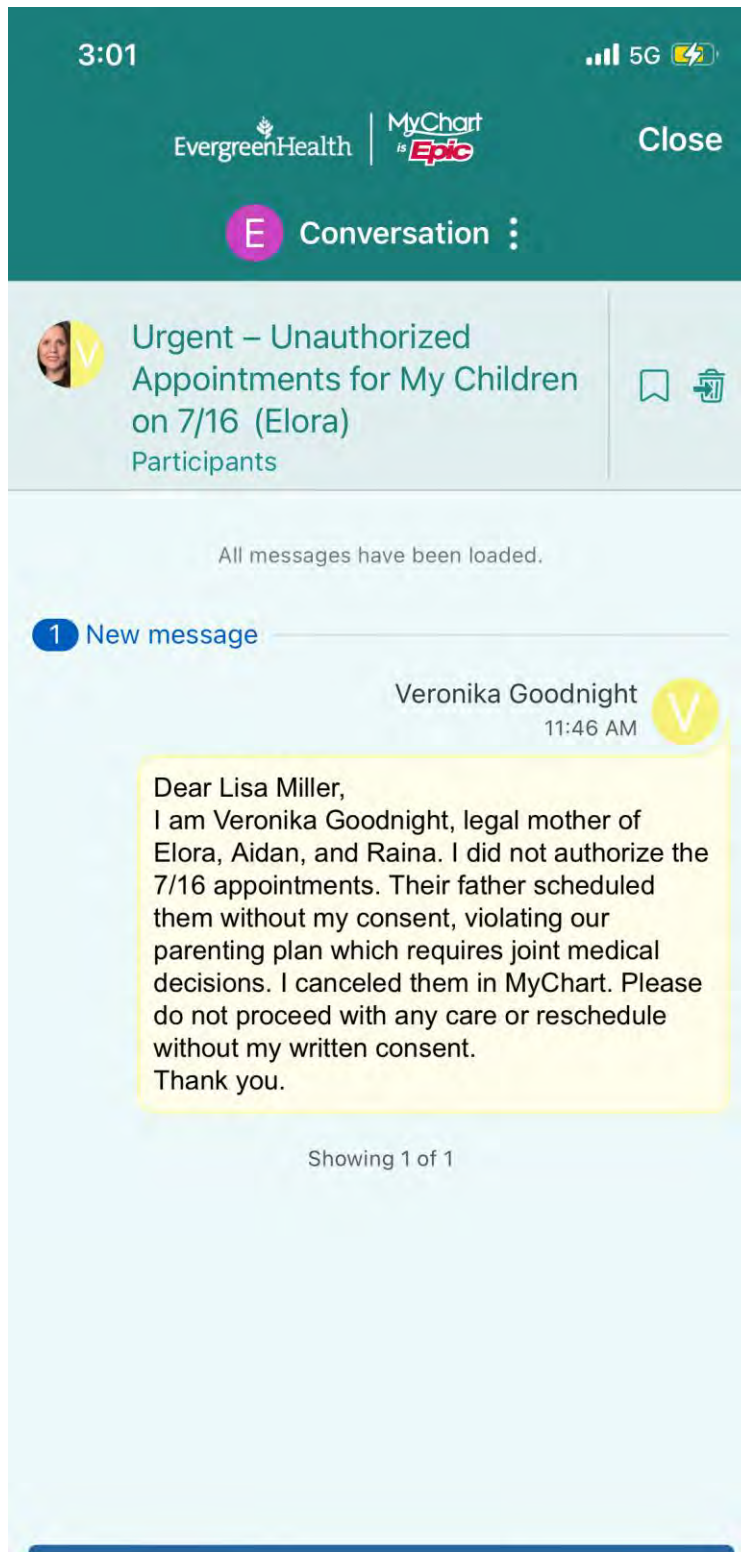 3:01
5G
EvergreenHealth
MyChart
is Epic
Close
E
Conversation
V
Urgent – Unauthorized
Appointments for My Children
on 7/16 (Elora)
Participants
All messages have been loaded.
1 New message
Veronika Goodnight
11:46 AM
V
Dear Lisa Miller,
I am Veronika Goodnight, legal mother of
Elora, Aidan, and Raina. I did not authorize the
7/16 appointments. Their father scheduled
them without my consent, violating our
parenting plan which requires joint medical
decisions. I canceled them in MyChart. Please
do not proceed with any care or reschedule
without my written consent.
Thank you.
Showing 1 of 1